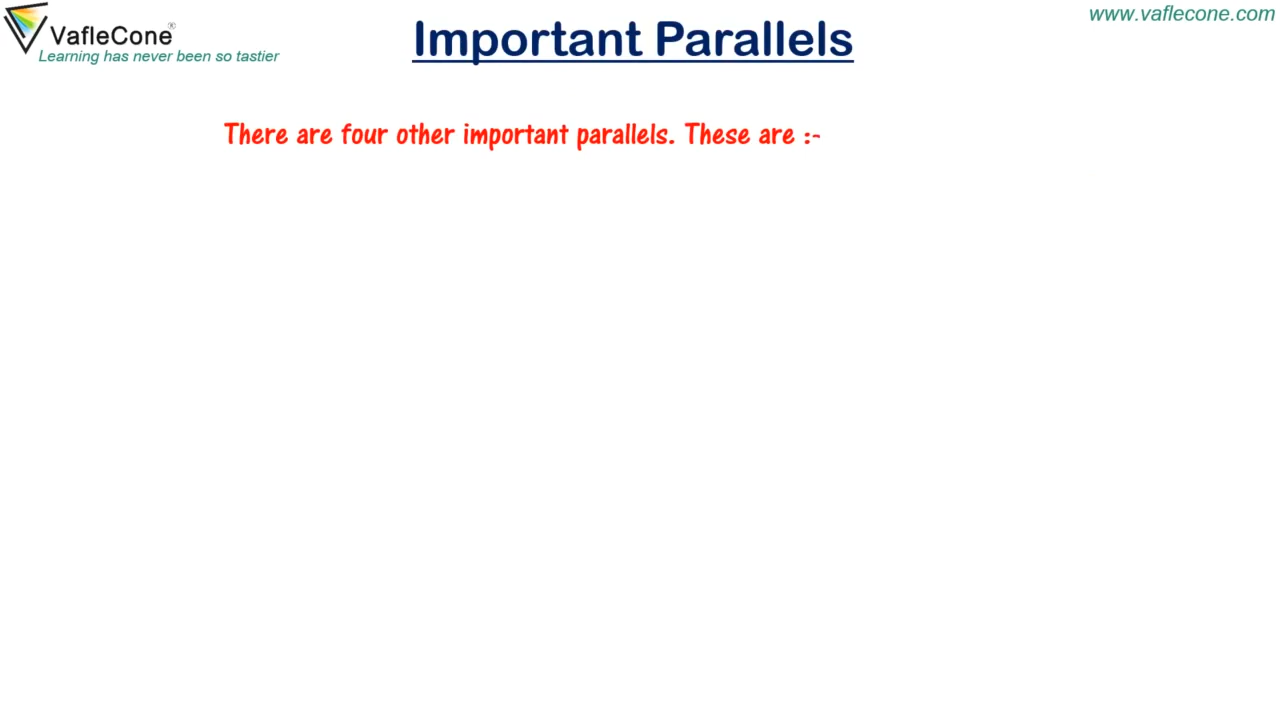 VafleCone®
Learning has never been so tastier
www.vaflecone.com
Important Parallels
There are four other important parallels. These are :-